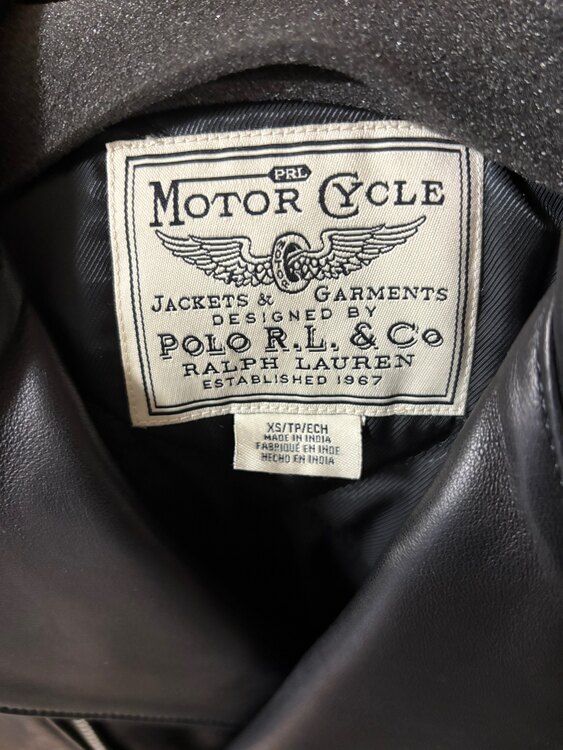 PRL
MOTOR CYCLE
MOTOR
JACKETS & GARMENTS
DESIGNED BY
POLO R.L. & Co
RALPH LAUREN
ESTABLISHED 1967
XS/TP/ECH
MADE IN INDIA
FABRIQUÉ EN INDE
HECHO EN INDIA